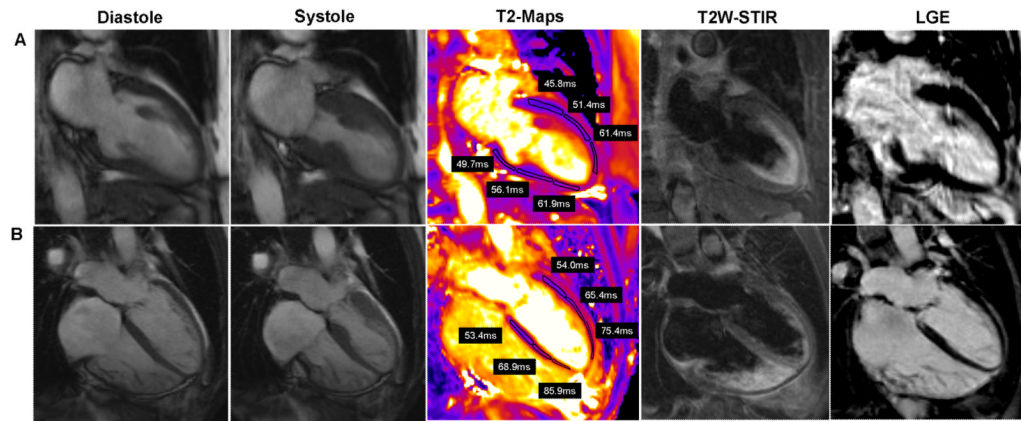 Diastole Systole T2-Maps T2W-STIR LGE
A
45.8ms
51.4ms
61.4ms
49.7ms
56.1ms
61.9ms
B
54.0ms
65.4ms
75.4ms
53.4ms
68.9ms
85.9ms